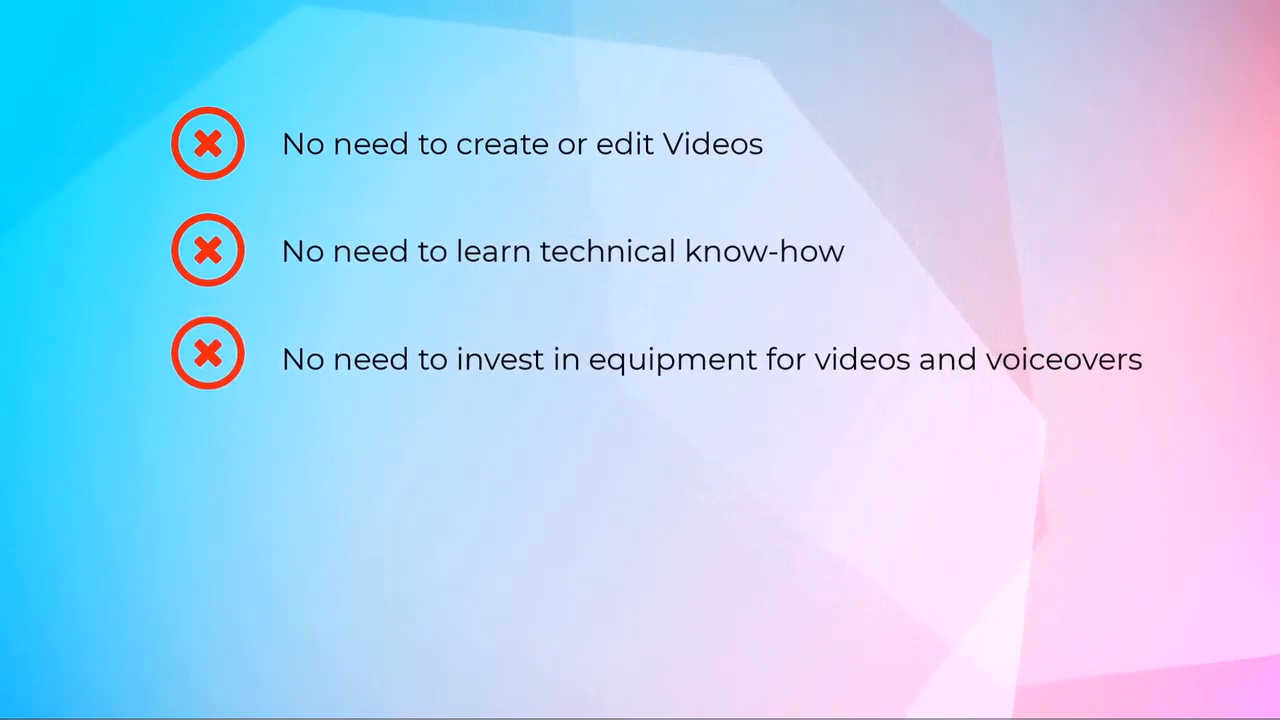 No need to create or edit Videos
No need to learn technical know-how
No need to invest in equipment for videos and voiceovers